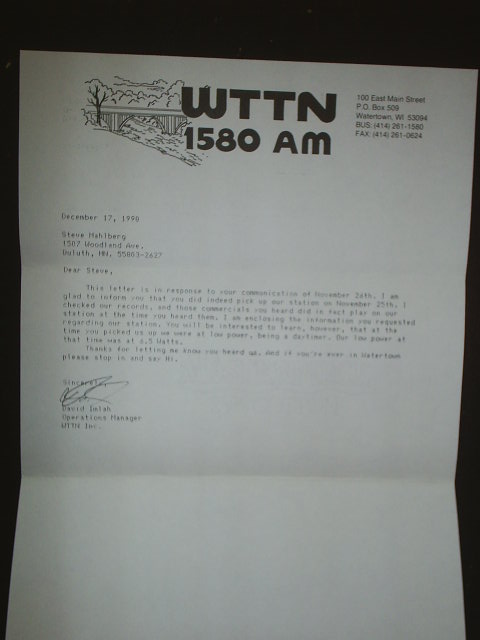 WTTN
1580 AM
100 East Main Street
P.O. Box 509
Watertown, WI 53094
BUS: (414) 261-1580
FAX: (414) 261-0624
December 17, 1990
Steve Mahlberg
1507 Woodland Ave.
Duluth, MN. 55803-2627
Dear Steve,
This letter is in response to your communication of November 26th. I am
glad to inform you that you did indeed pick up our station on November 25th. I
checked our records, and those commercials you heard did in fact play on our
station at the time you heard them. I am enclosing the information you requested
regarding our station. You will be interested to learn, however, that at the
time you picked us up we were at low power, being a daytimer. Our low power at
that time was at 6.5 Watts.
Thanks for letting me know you heard us. And if you're ever in Watertown
please stop in and say Hi.
Sincerely,
David Imlah
Operations Manager
WTTN Inc.